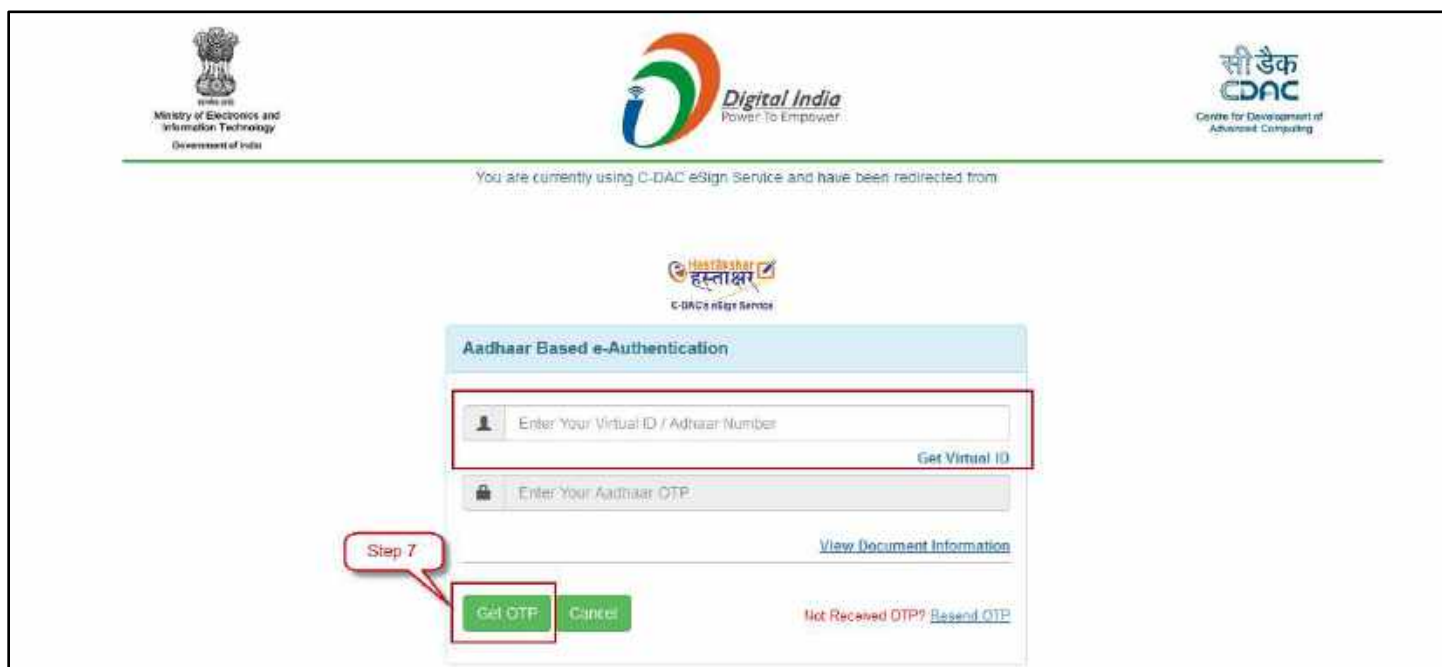 Ministry of Electronics and
Information Technology
Government of India
Digital India
Power To Empower
सी डैक
CDAC
Centre for Development of
Advanced Computing
You are currently using C-DAC eSign Service and have been redirected from
e Hastakshar
हस्ताक्षर
C-DAC's eSign Service
Aadhaar Based e-Authentication
Enter Your Virtual ID / Adhaar Number
Get Virtual ID
Enter Your Aadhaar OTP
View Document Information
Step 7
Get OTP Cancel Not Received OTP? Resend OTP